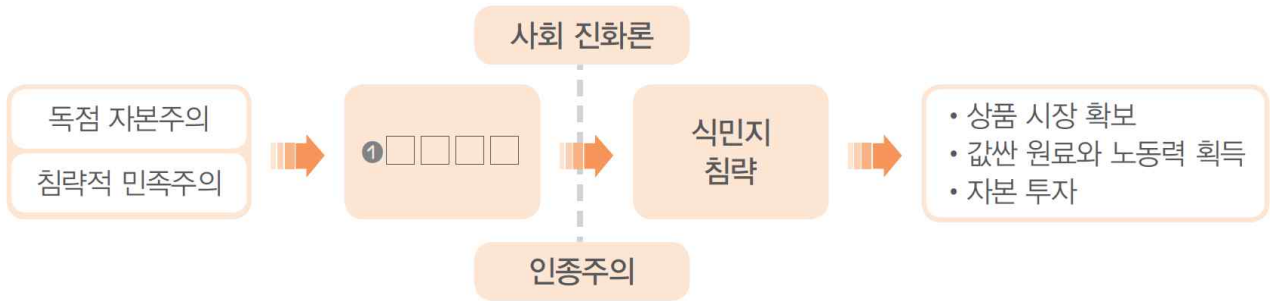 사회 진화론
독점 자본주의
침략적 민족주의
❶□□□□
식민지
침략
• 상품 시장 확보
• 값싼 원료와 노동력 획득
• 자본 투자
인종주의